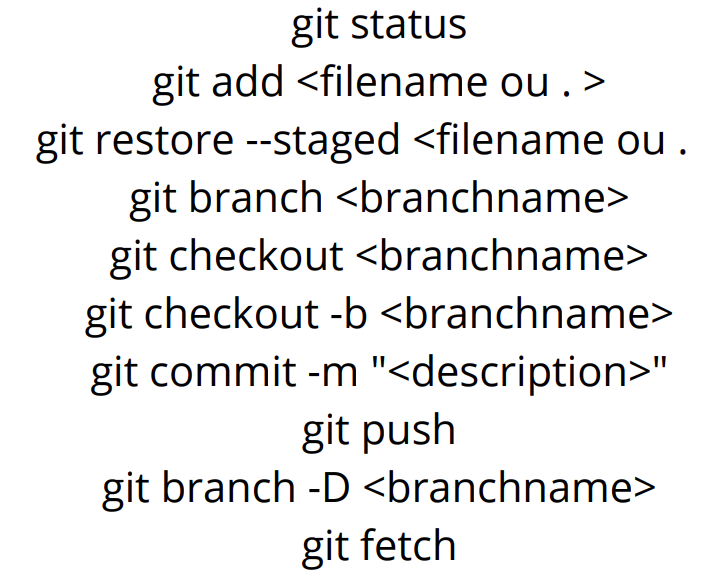 git status
git add <filename ou . >
git restore --staged <filename ou .
git branch <branchname>
git checkout <branchname>
git checkout -b <branchname>
git commit -m "<description>"
git push
git branch -D <branchname>
git fetch